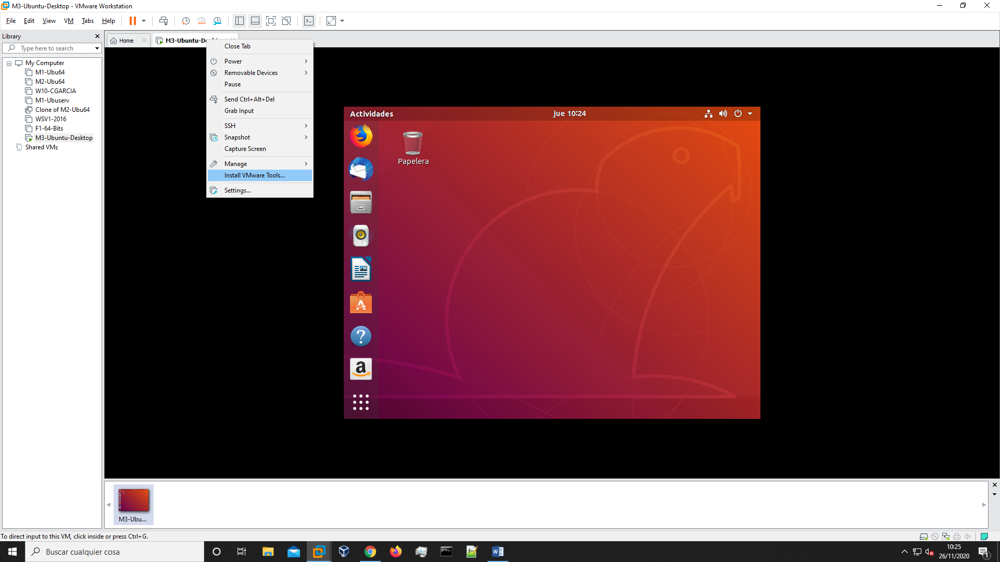 M3-Ubuntu-Desktop - VMware Workstation
File Edit View VM Tabs Help
Library
Type here to search
My Computer
M1-Ubu64
M2-Ubu64
W10-CGARCIA
M1-Ubuserv
Clone of M2-Ubu64
WSV1-2016
F1-64-Bits
M3-Ubuntu-Desktop
Shared VMs
Home
M3-Ubuntu-De
Close Tab
Power
Removable Devices
Pause
Send Ctrl+Alt+Del
Grab Input
SSH
Snapshot
Capture Screen
Manage
Install VMware Tools...
Settings...
Actividades
jue 10:24
Papelera
a
M3-Ubu...
To direct input to this VM, click inside or press Ctrl+G.
Buscar cualquier cosa
10:25
26/11/2020
1